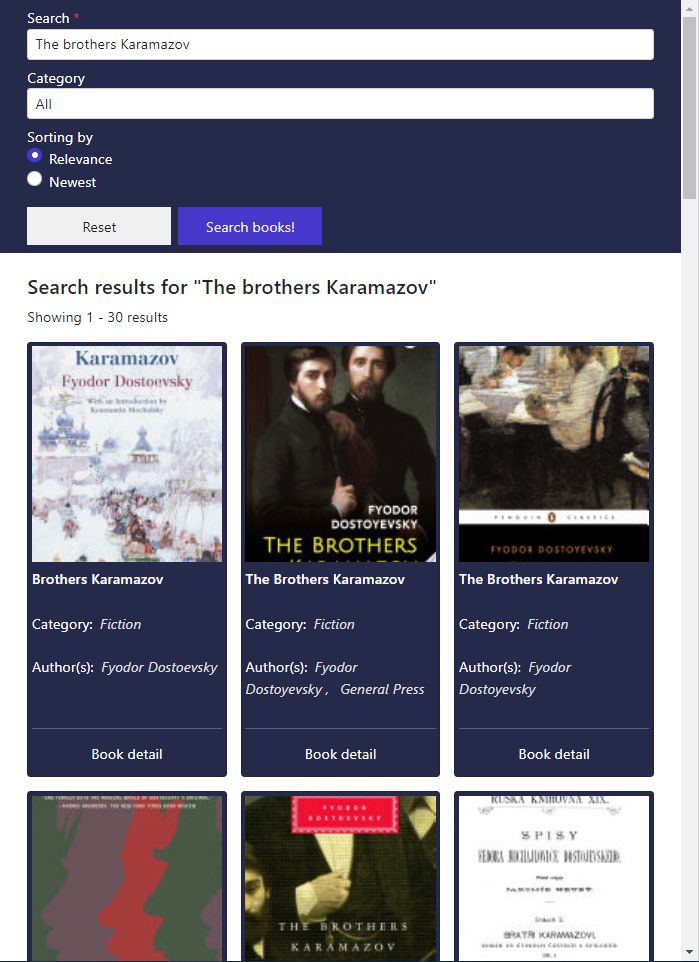 Search *
The brothers Karamazov
Category
All
Sorting by
Relevance
Newest
Reset
Search books!
Search results for "The brothers Karamazov"
Showing 1 - 30 results
Karamazov
Fyodor Dostoevsky
With an Introduction by
Konstantin Mochulsky
FYODOR
DOSTOYEVSKY
THE BROTHERS
KARAMAZOV
PENGUIN CLASSICS
FYODOR DOSTOYEVSKY
Brothers Karamazov
Category: Fiction
Author(s): Fyodor Dostoevsky
Book detail
The Brothers Karamazov
Category: Fiction
Author(s): Fyodor
Dostoyevsky , General Press
Book detail
The Brothers Karamazov
Category: Fiction
Author(s): Fyodor
Dostoyevsky
Book detail
FYODOR
DOSTOEVSKY
THE BROTHERS
KARAMAZOV
RUSKÁ KNIHOVNA XIX.
SPISY
FEDORA MICHAJLOVIČE DOSTOJEVSKÉHO.
BRATŘI KARAMAZOVI.